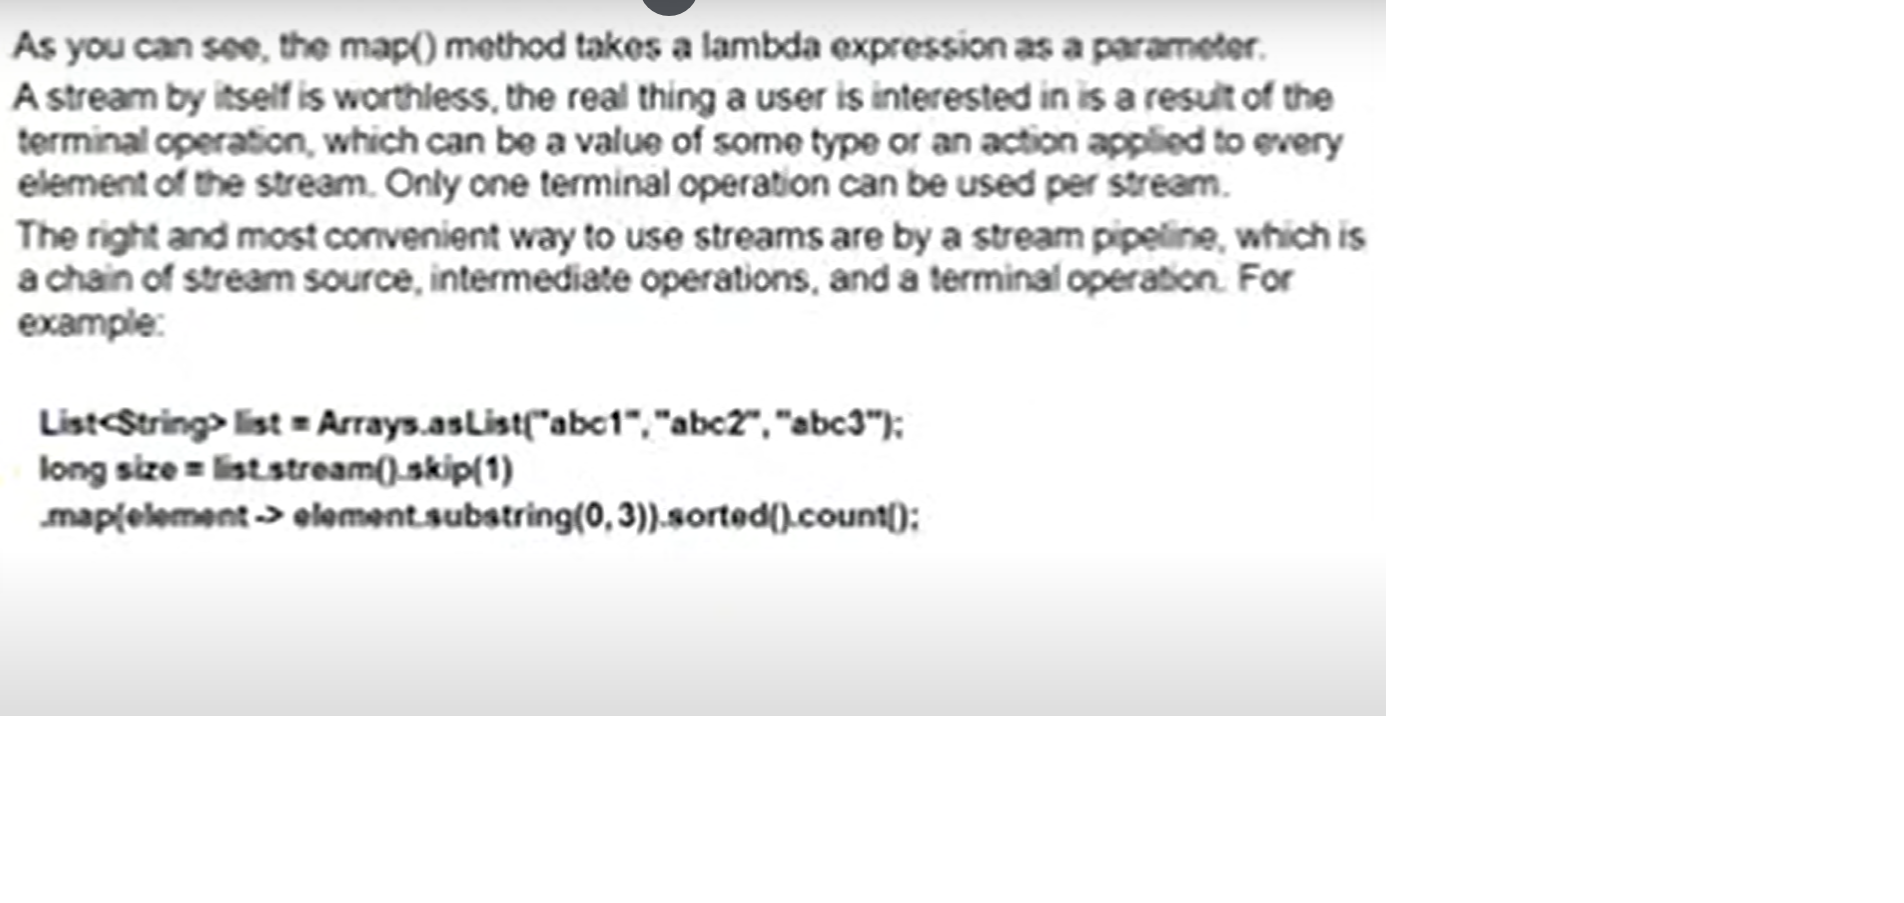 As you can see, the map() method takes a lambda expression as a parameter.
A stream by itself is worthless, the real thing a user is interested in is a result of the
terminal operation, which can be a value of some type or an action applied to every
element of the stream. Only one terminal operation can be used per stream.
The right and most convenient way to use streams are by a stream pipeline, which is
a chain of stream source, intermediate operations, and a terminal operation. For
example:
List<String> list = Arrays.asList("abc1", "abc2", "abc3");
long size = list.stream().skip(1)
.map(element -> element.substring(0, 3)).sorted().count();